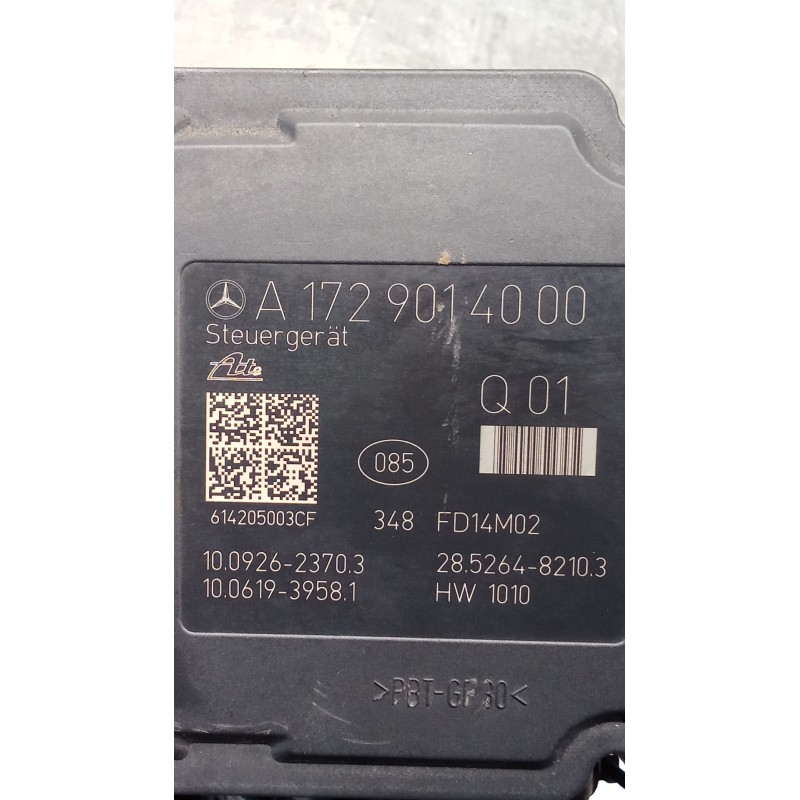 A 172 901 40 00
Steuergerät
Ate
Q 01
085
614205003CF 348 FD14M02
10.0926-2370.3 28.5264-8210.3
10.0619-3958.1 HW 1010
>PBT-GF30<